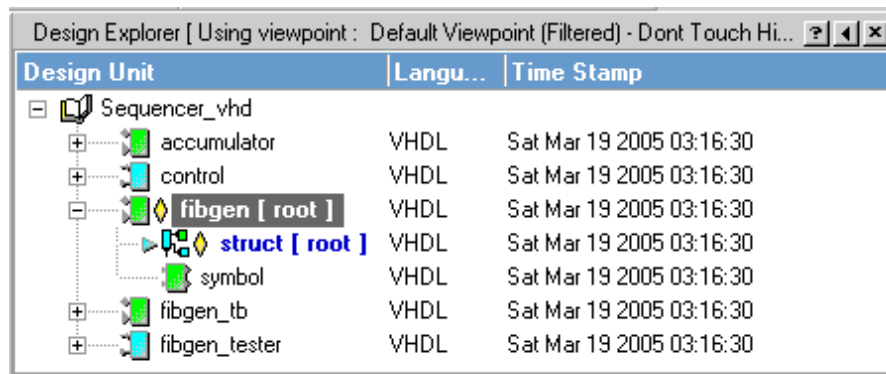 Design Explorer [ Using viewpoint : Default Viewpoint (Filtered) - Dont Touch Hi...
Design Unit Langu... Time Stamp
Sequencer_vhd
accumulator VHDL Sat Mar 19 2005 03:16:30
control VHDL Sat Mar 19 2005 03:16:30
fibgen [ root ] VHDL Sat Mar 19 2005 03:16:30
struct [ root ] VHDL Sat Mar 19 2005 03:16:30
symbol VHDL Sat Mar 19 2005 03:16:30
fibgen_tb VHDL Sat Mar 19 2005 03:16:30
fibgen_tester VHDL Sat Mar 19 2005 03:16:30